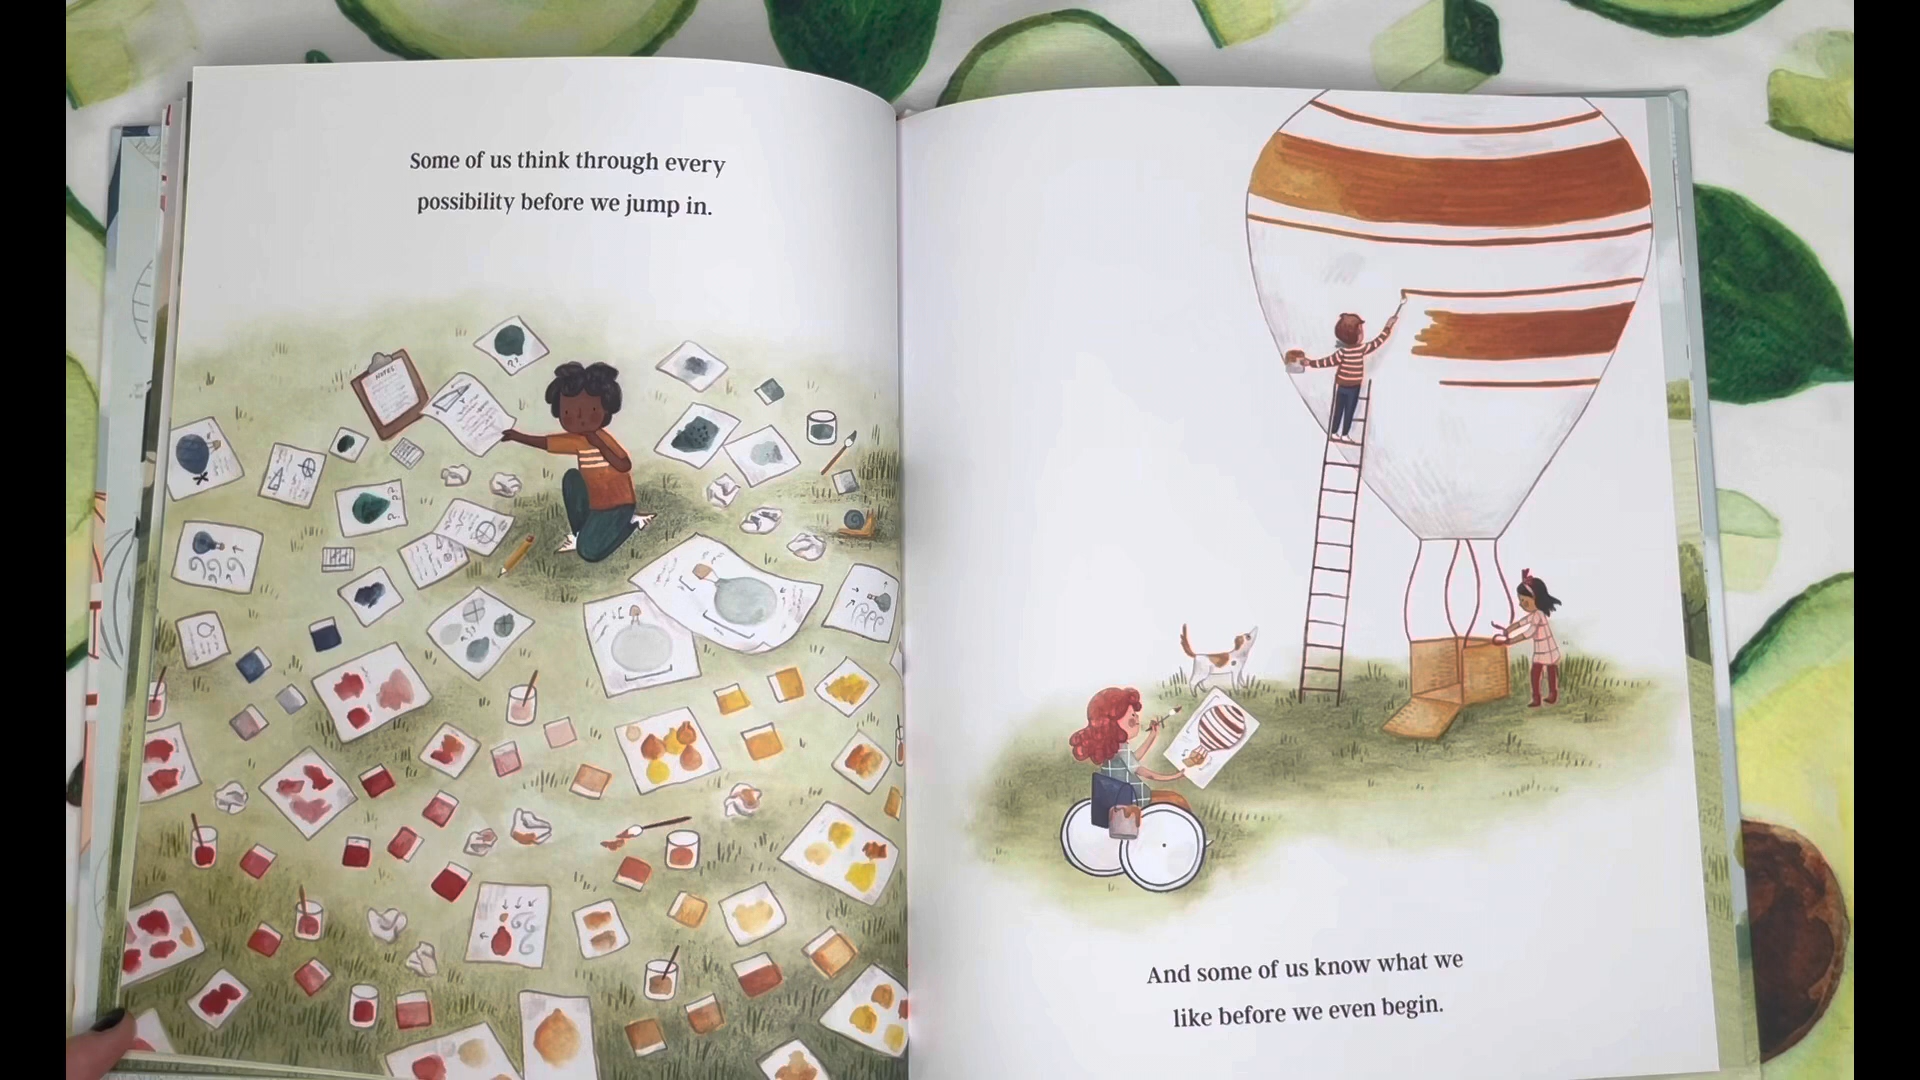 Some of us think through every
possibility before we jump in.
NOTES
And some of us know what we
like before we even begin.